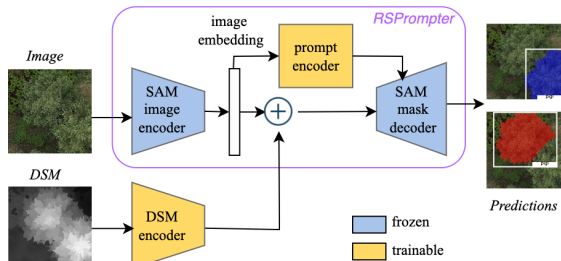 RSPrompter
image
embedding
Image
prompt
encoder
SAM
image
encoder
SAM
mask
decoder
DSM
DSM
encoder
Predictions
frozen
trainable